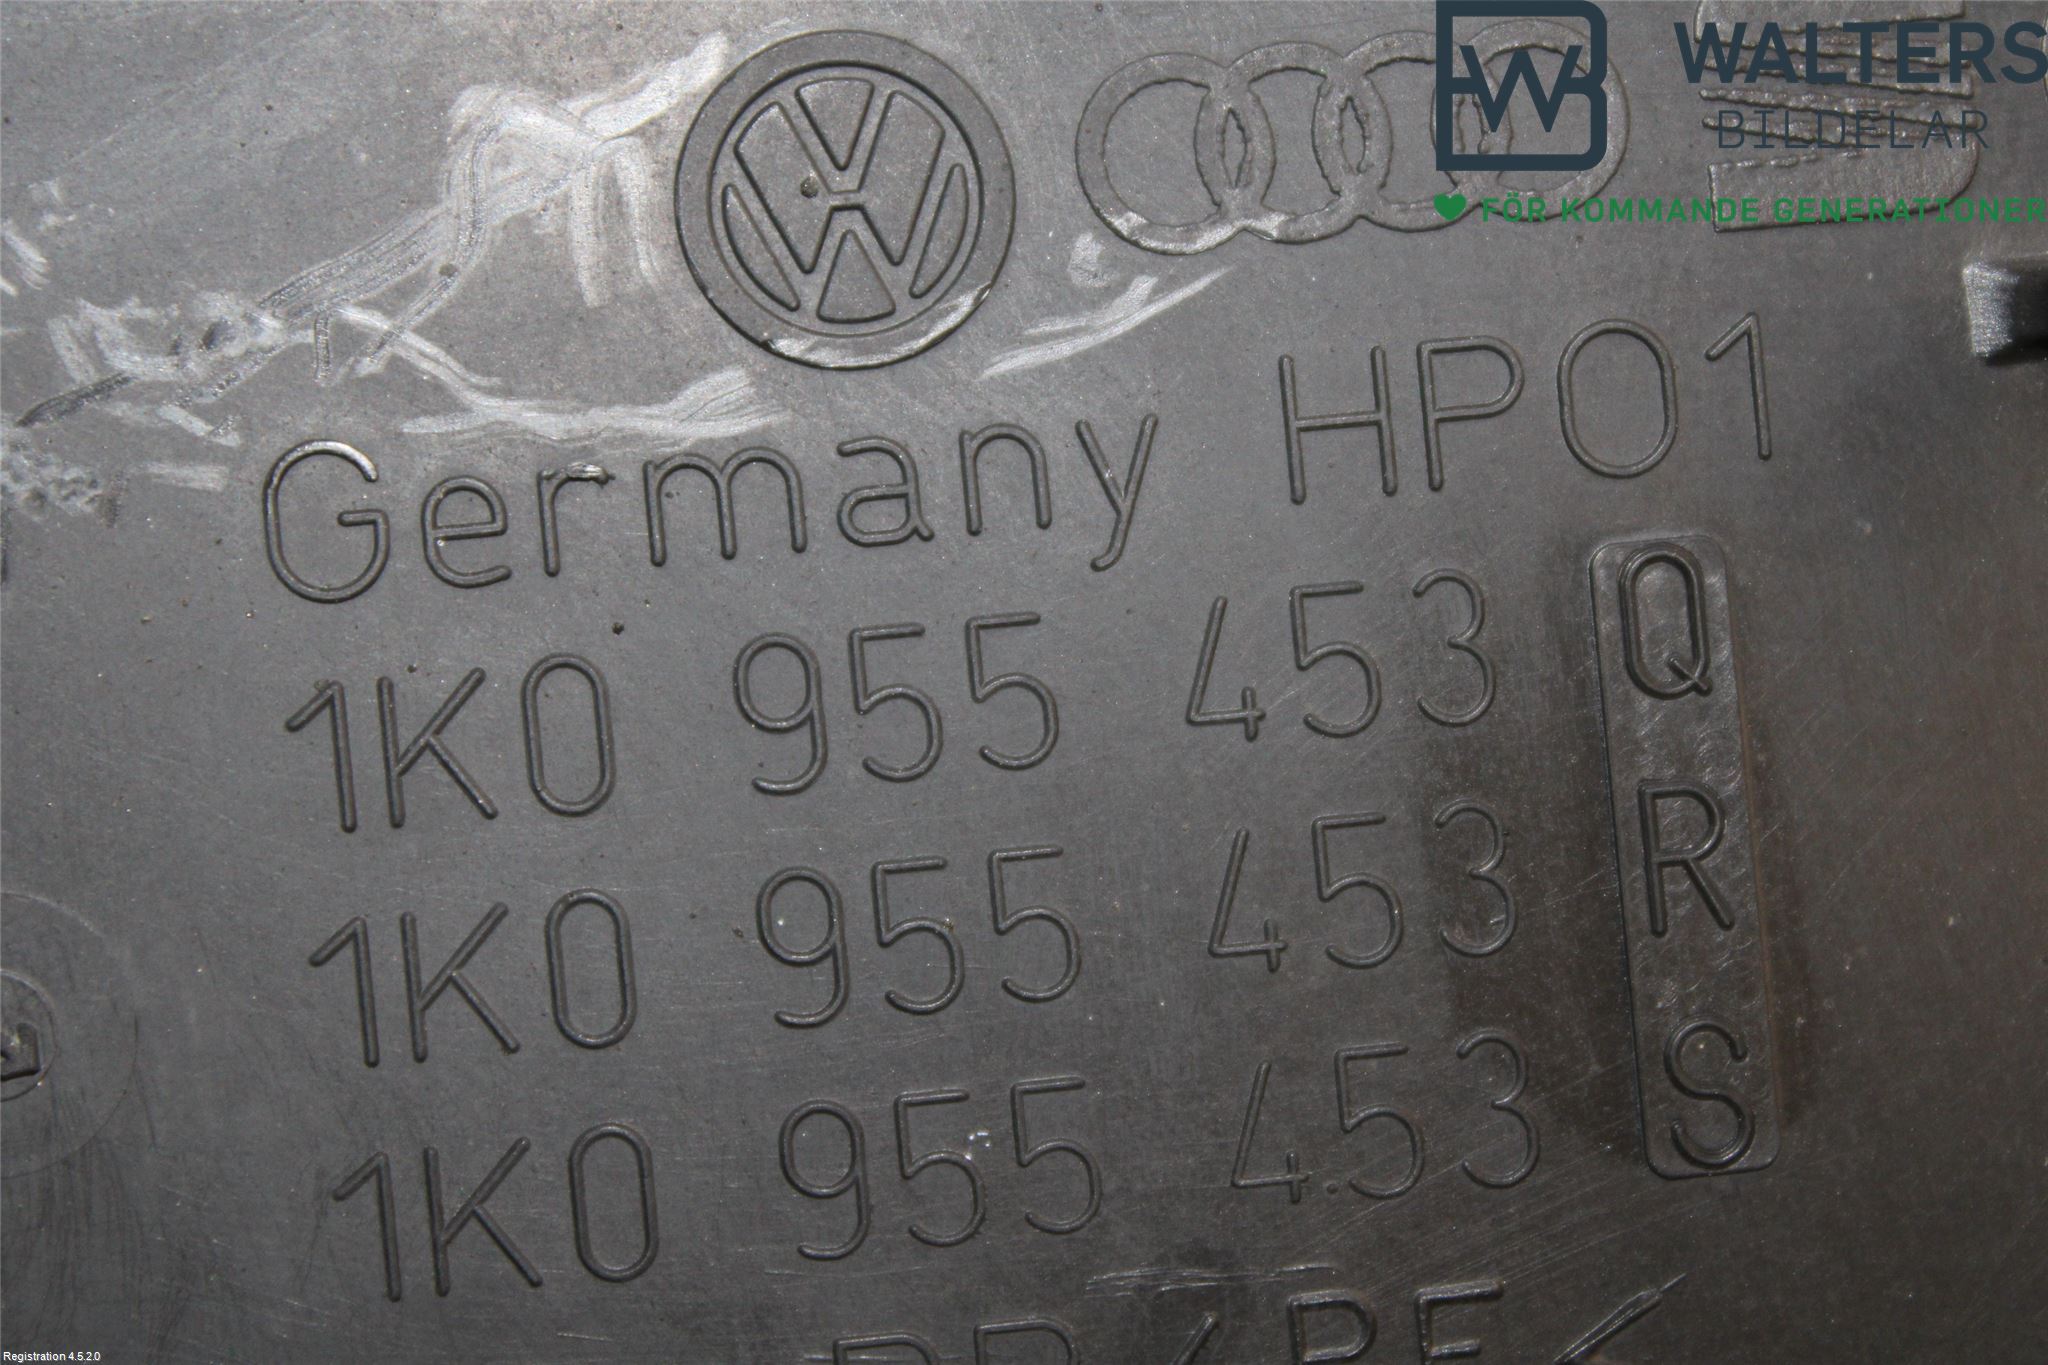 WALTERS
BILDELAR
FÖR KOMMANDE GENERATIONER
Germany HP01
1K0 955 453 Q
1K0 955 453 R
1K0 955 453 S
Registration 4.5.2.0